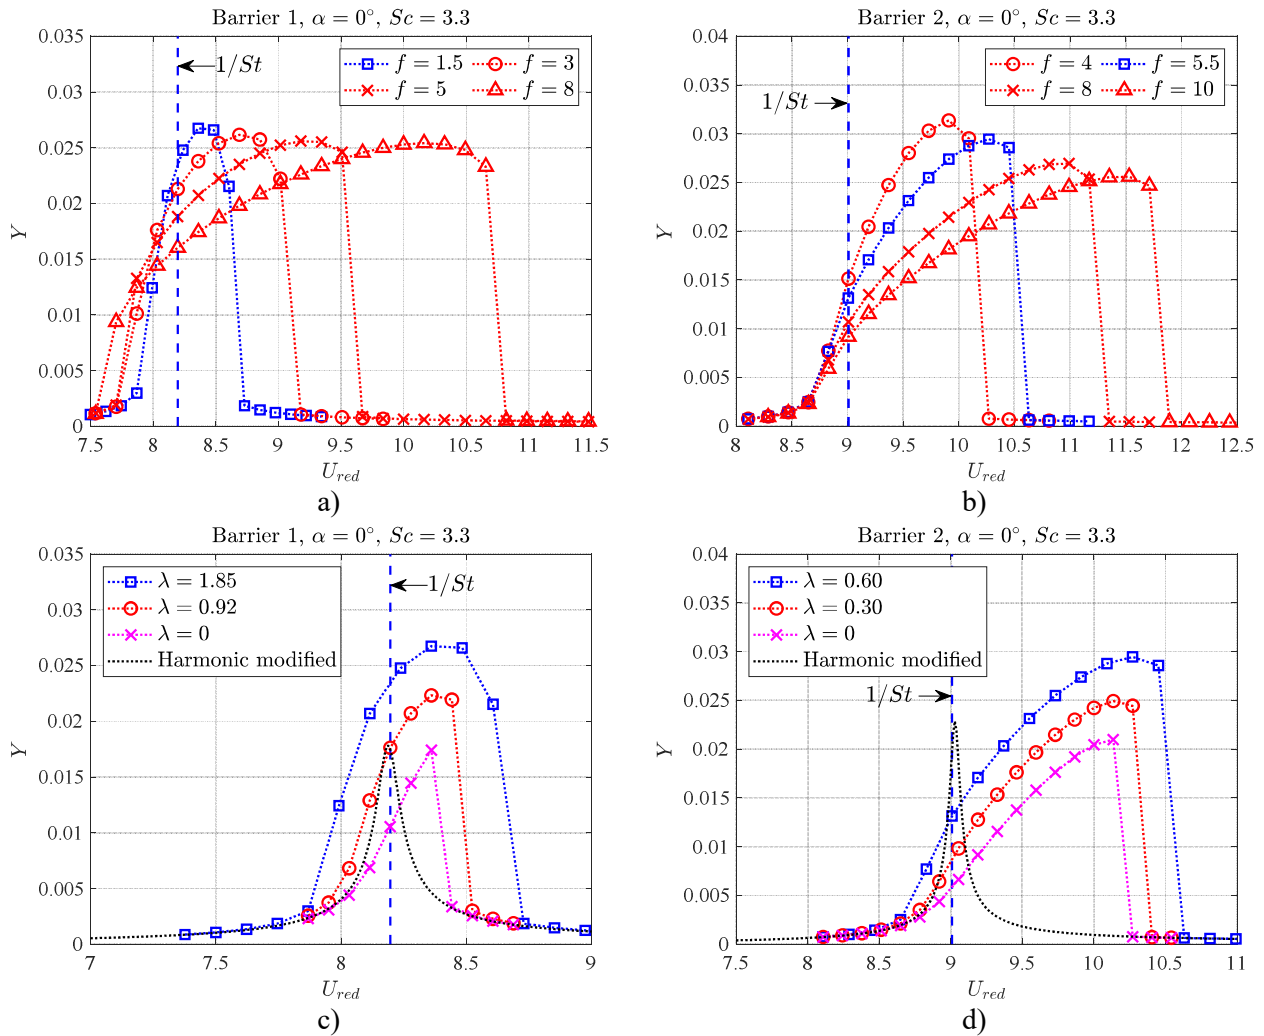 Barrier 1, α = 0°, Sc = 3.3
0.035
0.03
0.025
0.02
0.015
0.01
0.005
0
Y
1/St
f = 1.5
f = 3
f = 5
f = 8
7.5
8
8.5
9
9.5
10
10.5
11
11.5
U_red
a)
Barrier 2, α = 0°, Sc = 3.3
0.04
0.035
0.03
0.025
0.02
0.015
0.01
0.005
0
Y
1/St
f = 4
f = 5.5
f = 8
f = 10
8
8.5
9
9.5
10
10.5
11
11.5
12
12.5
U_red
b)
Barrier 1, α = 0°, Sc = 3.3
0.035
0.03
0.025
0.02
0.015
0.01
0.005
0
Y
λ = 1.85
λ = 0.92
λ = 0
Harmonic modified
1/St
7
7.5
8
8.5
9
U_red
c)
Barrier 2, α = 0°, Sc = 3.3
0.04
0.035
0.03
0.025
0.02
0.015
0.01
0.005
0
Y
λ = 0.60
λ = 0.30
λ = 0
Harmonic modified
1/St
7.5
8
8.5
9
9.5
10
10.5
11
U_red
d)